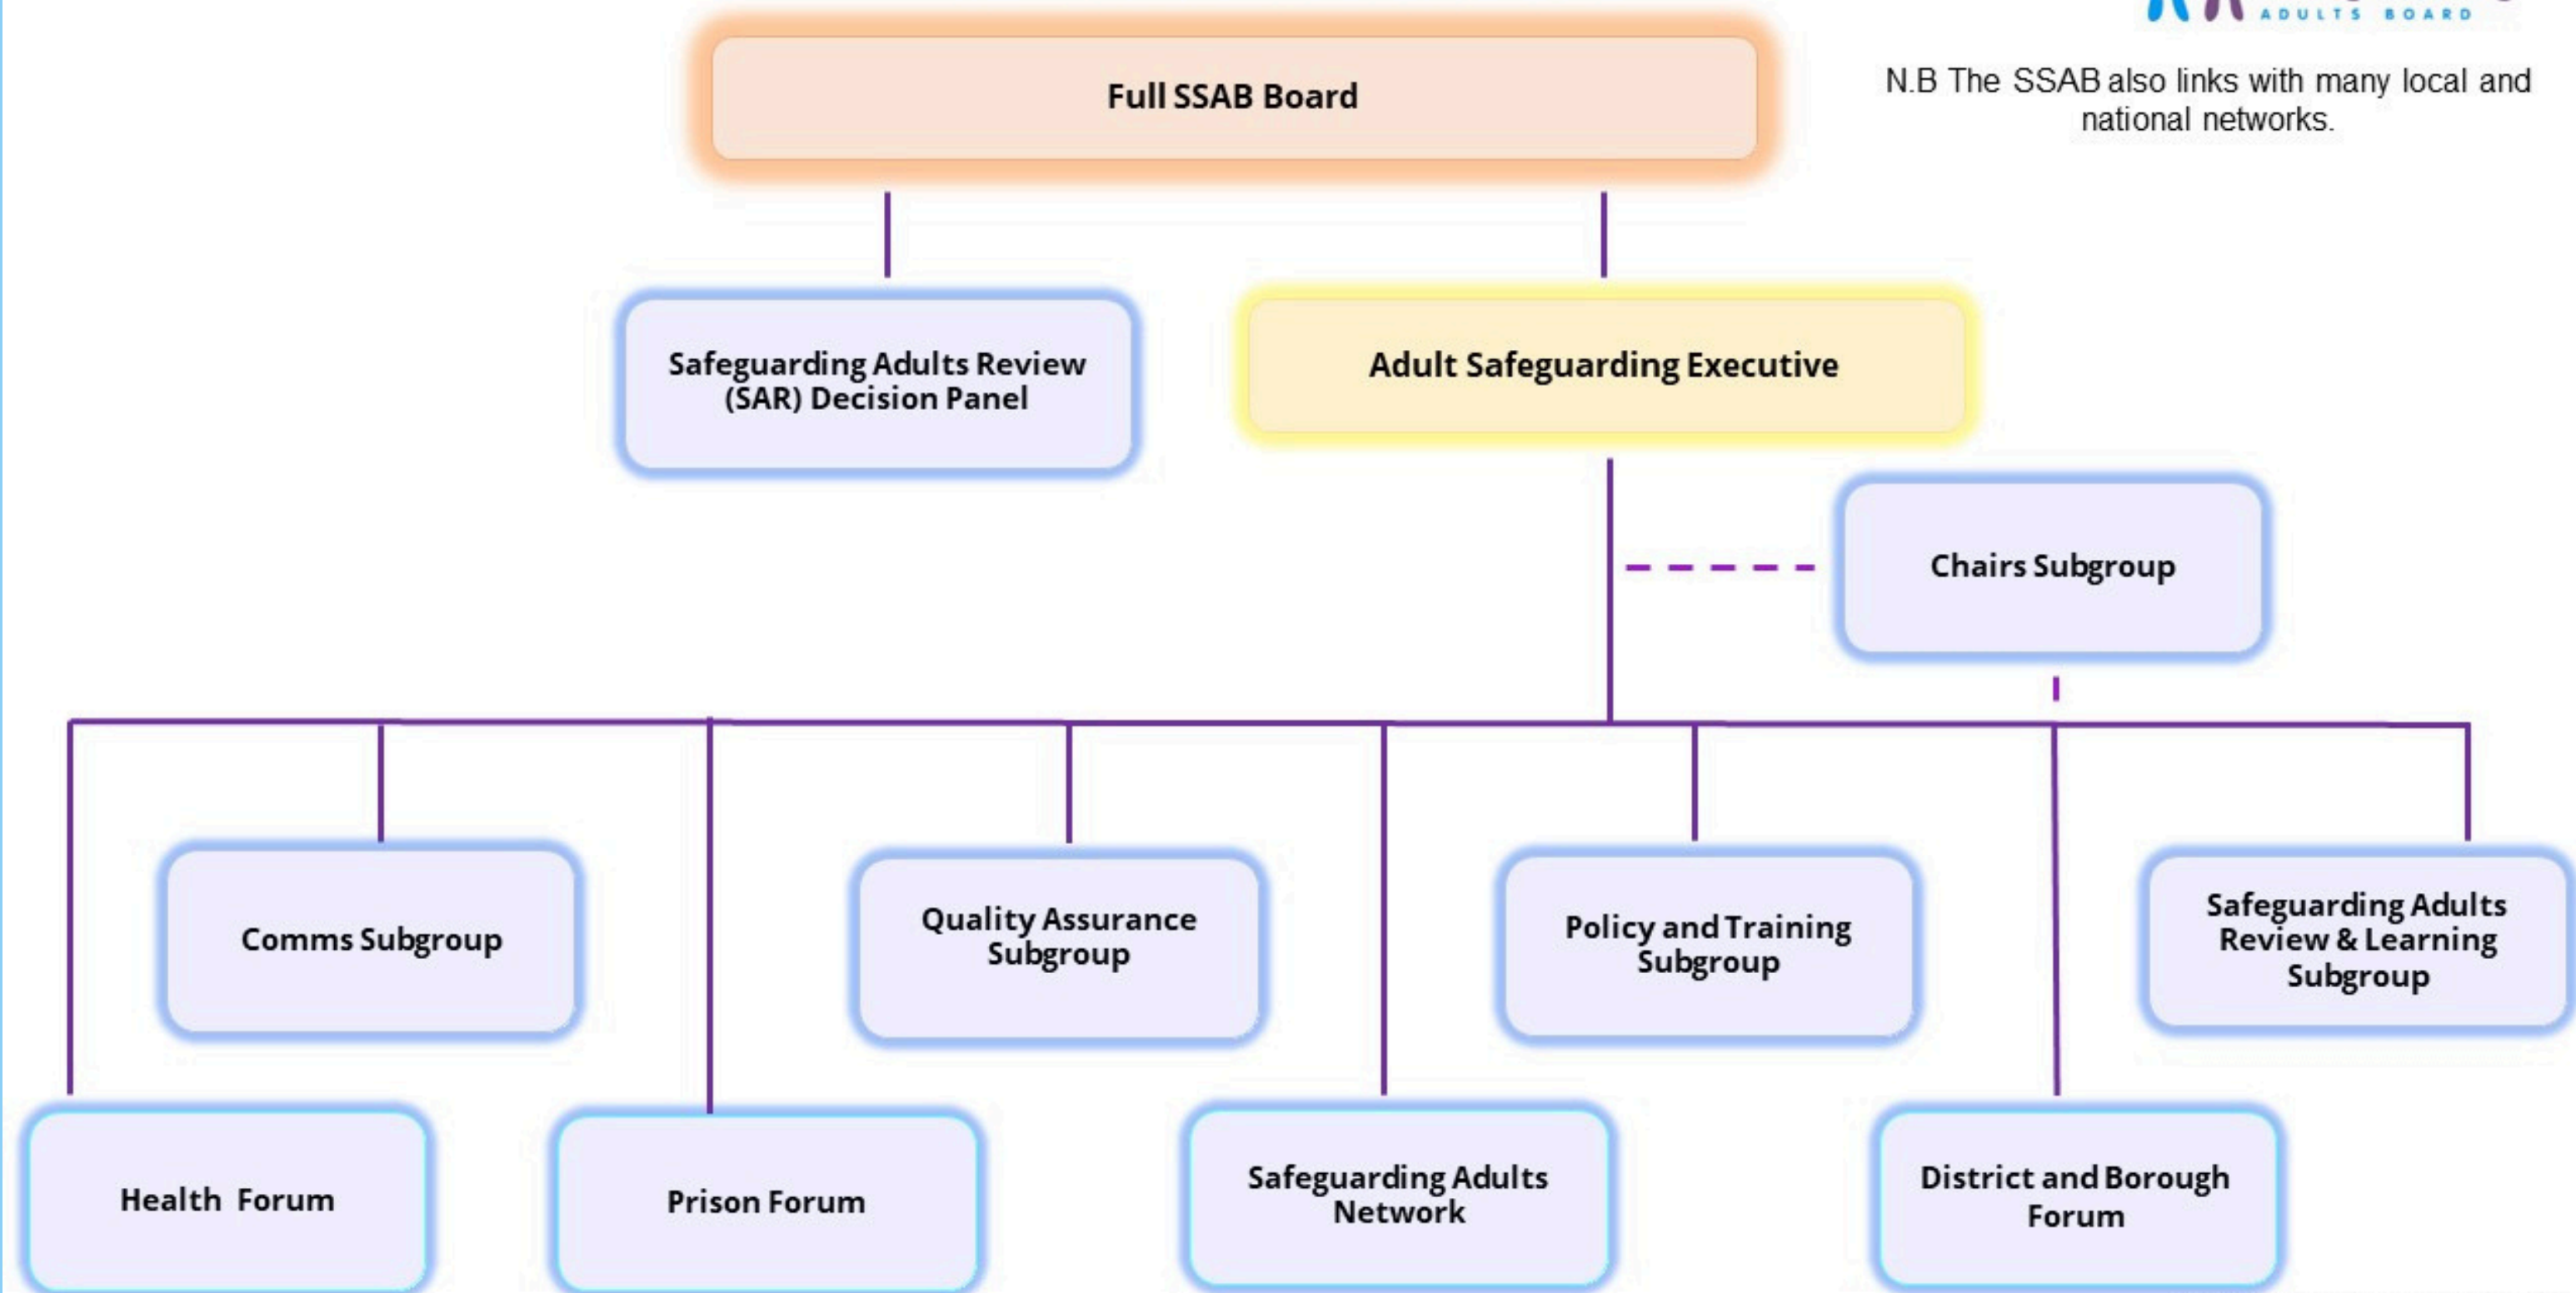 ADULTS BOARD
Full SSAB Board
N.B The SSAB also links with many local and
national networks.
Safeguarding Adults Review
(SAR) Decision Panel
Adult Safeguarding Executive
Chairs Subgroup
Comms Subgroup
Quality Assurance
Subgroup
Policy and Training
Subgroup
Safeguarding Adults
Review & Learning
Subgroup
Health Forum
Prison Forum
Safeguarding Adults
Network
District and Borough
Forum